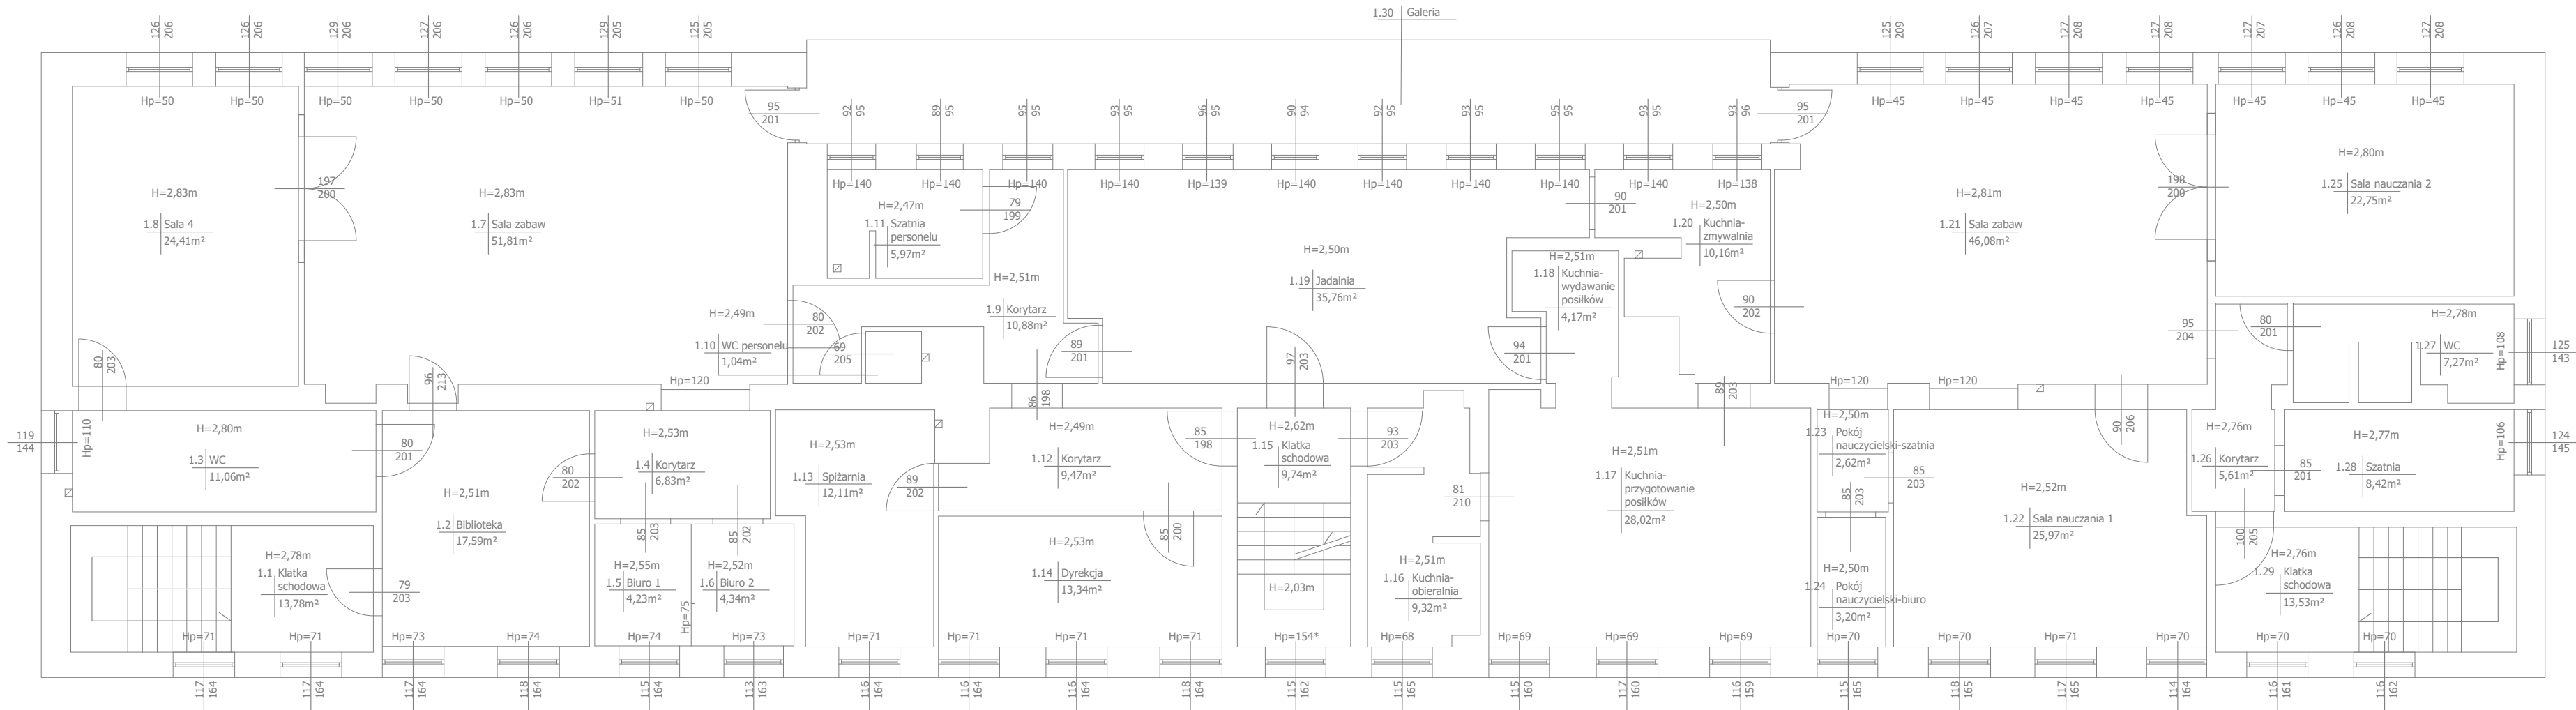 1.30 Galeria
126 206
126 206
129 206
127 206
126 206
129 205
125 205
125 209
126 207
127 208
127 208
127 207
126 208
127 208
Hp=50
Hp=50
Hp=50
Hp=50
Hp=50
Hp=51
Hp=50
Hp=45
Hp=45
Hp=45
Hp=45
Hp=45
Hp=45
Hp=45
95
201
92 95
89 95
95 95
93 95
96 95
90 94
92 95
93 95
95 95
93 95
93 96
95
201
Hp=140
Hp=140
Hp=140
Hp=140
Hp=139
Hp=140
Hp=140
Hp=140
Hp=140
Hp=140
Hp=138
H=2,83m
1.8 Sala 4
24,41m²
197
200
H=2,83m
1.7 Sala zabaw
51,81m²
H=2,47m
1.11 Szatnia
personelu
5,97m²
79
199
H=2,51m
1.9 Korytarz
10,88m²
H=2,50m
1.19 Jadalnia
35,76m²
90
201
H=2,51m
1.18 Kuchnia-
wydawanie
posiłków
4,17m²
H=2,50m
1.20 Kuchnia-
zmywalnia
10,16m²
90
202
H=2,81m
1.21 Sala zabaw
46,08m²
198
200
H=2,80m
1.25 Sala nauczania 2
22,75m²
H=2,49m
1.10 WC personelu
1,04m²
80
202
69
205
89
201
97
203
94
201
95
204
80
201
H=2,78m
1.27 WC
7,27m²
Hp=108
125
143
80
203
96
213
Hp=120
86
198
89
203
Hp=120
Hp=120
90
206
119
144
Hp=110
H=2,80m
1.3 WC
11,06m²
80
201
80
202
H=2,53m
1.4 Korytarz
6,83m²
H=2,53m
1.13 Spiżarnia
12,11m²
89
202
H=2,49m
1.12 Korytarz
9,47m²
85
198
H=2,62m
1.15 Klatka
schodowa
9,74m²
93
203
81
210
H=2,51m
1.17 Kuchnia-
przygotowanie
posiłków
28,02m²
H=2,50m
1.23 Pokój
nauczycielski-szatnia
2,62m²
85
203
85
203
H=2,52m
1.22 Sala nauczania 1
25,97m²
H=2,76m
1.26 Korytarz
5,61m²
85
201
H=2,77m
1.28 Szatnia
8,42m²
Hp=106
124
145
H=2,51m
1.2 Biblioteka
17,59m²
H=2,78m
1.1 Klatka
schodowa
13,78m²
79
203
85
203
85
202
H=2,55m
1.5 Biuro 1
4,23m²
Hp=75
H=2,52m
1.6 Biuro 2
4,34m²
H=2,53m
1.14 Dyrekcja
13,34m²
85
200
H=2,03m
H=2,51m
1.16 Kuchnia-
obieralnia
9,32m²
H=2,50m
1.24 Pokój
nauczycielski-biuro
3,20m²
100
205
H=2,76m
1.29 Klatka
schodowa
13,53m²
Hp=71
Hp=71
Hp=73
Hp=74
Hp=74
Hp=73
Hp=71
Hp=71
Hp=71
Hp=71
Hp=154*
Hp=68
Hp=69
Hp=69
Hp=69
Hp=70
Hp=70
Hp=71
Hp=70
Hp=70
Hp=70
117 164
117 164
117 164
118 164
115 164
113 163
116 164
116 164
116 164
118 164
115 162
115 165
115 160
117 160
116 159
115 165
118 165
117 165
114 164
116 161
116 162